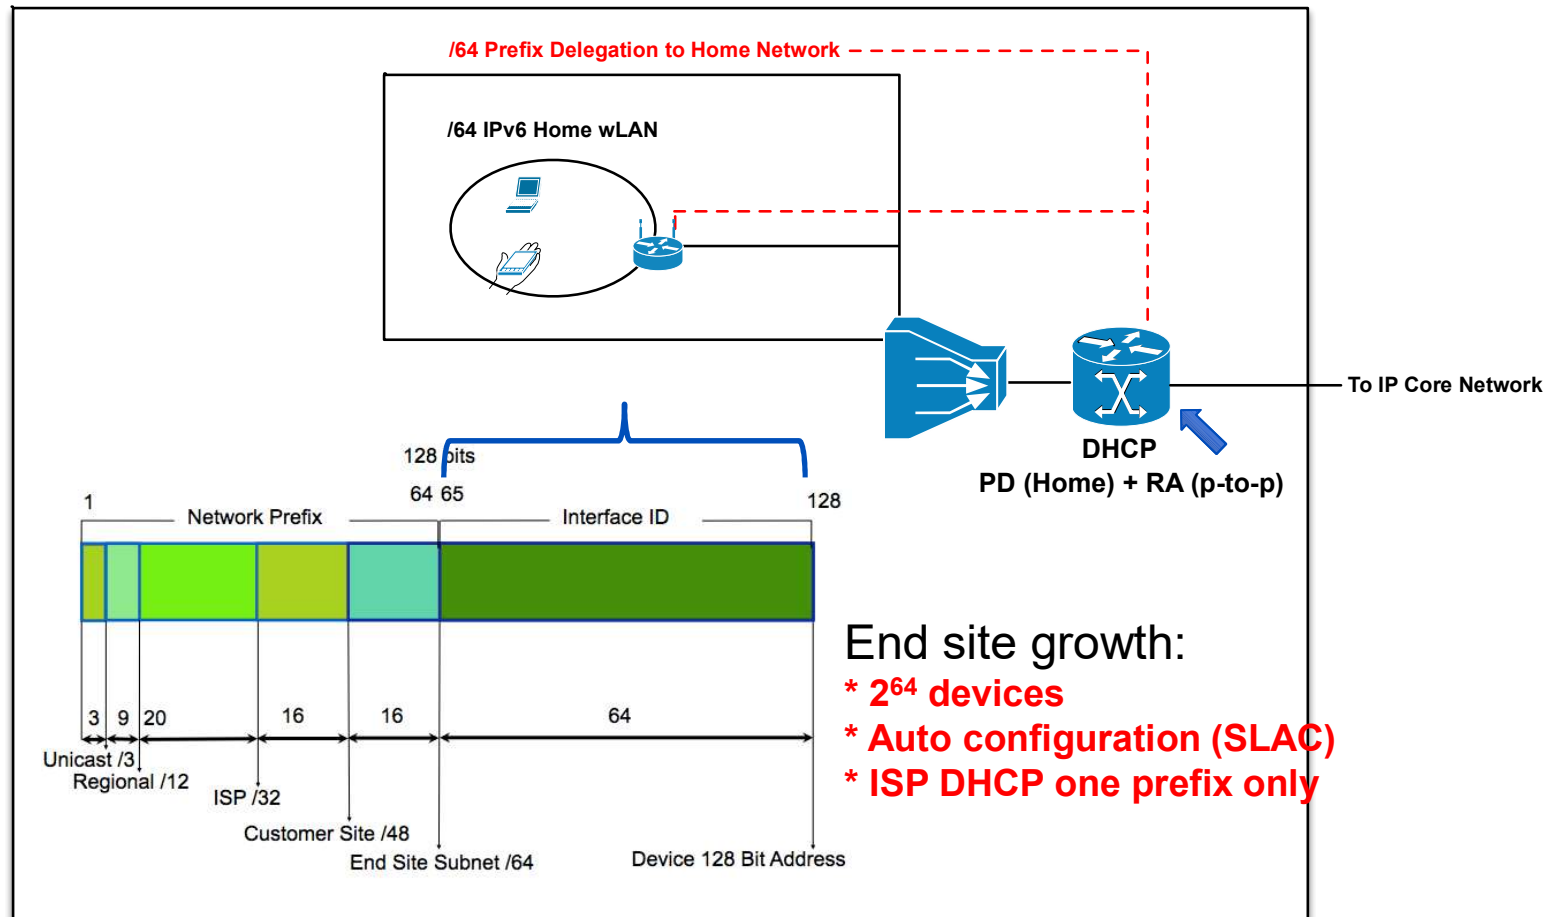 /64 Prefix Delegation to Home Network
/64 IPv6 Home wLAN
To IP Core Network
DHCP
PD (Home) + RA (p-to-p)
128 bits
1
64 65
128
Network Prefix
Interface ID
3 9 20 16 16 64
Unicast /3
Regional /12
ISP /32
Customer Site /48
End Site Subnet /64
Device 128 Bit Address
End site growth:
* 2⁶⁴ devices
* Auto configuration (SLAC)
* ISP DHCP one prefix only